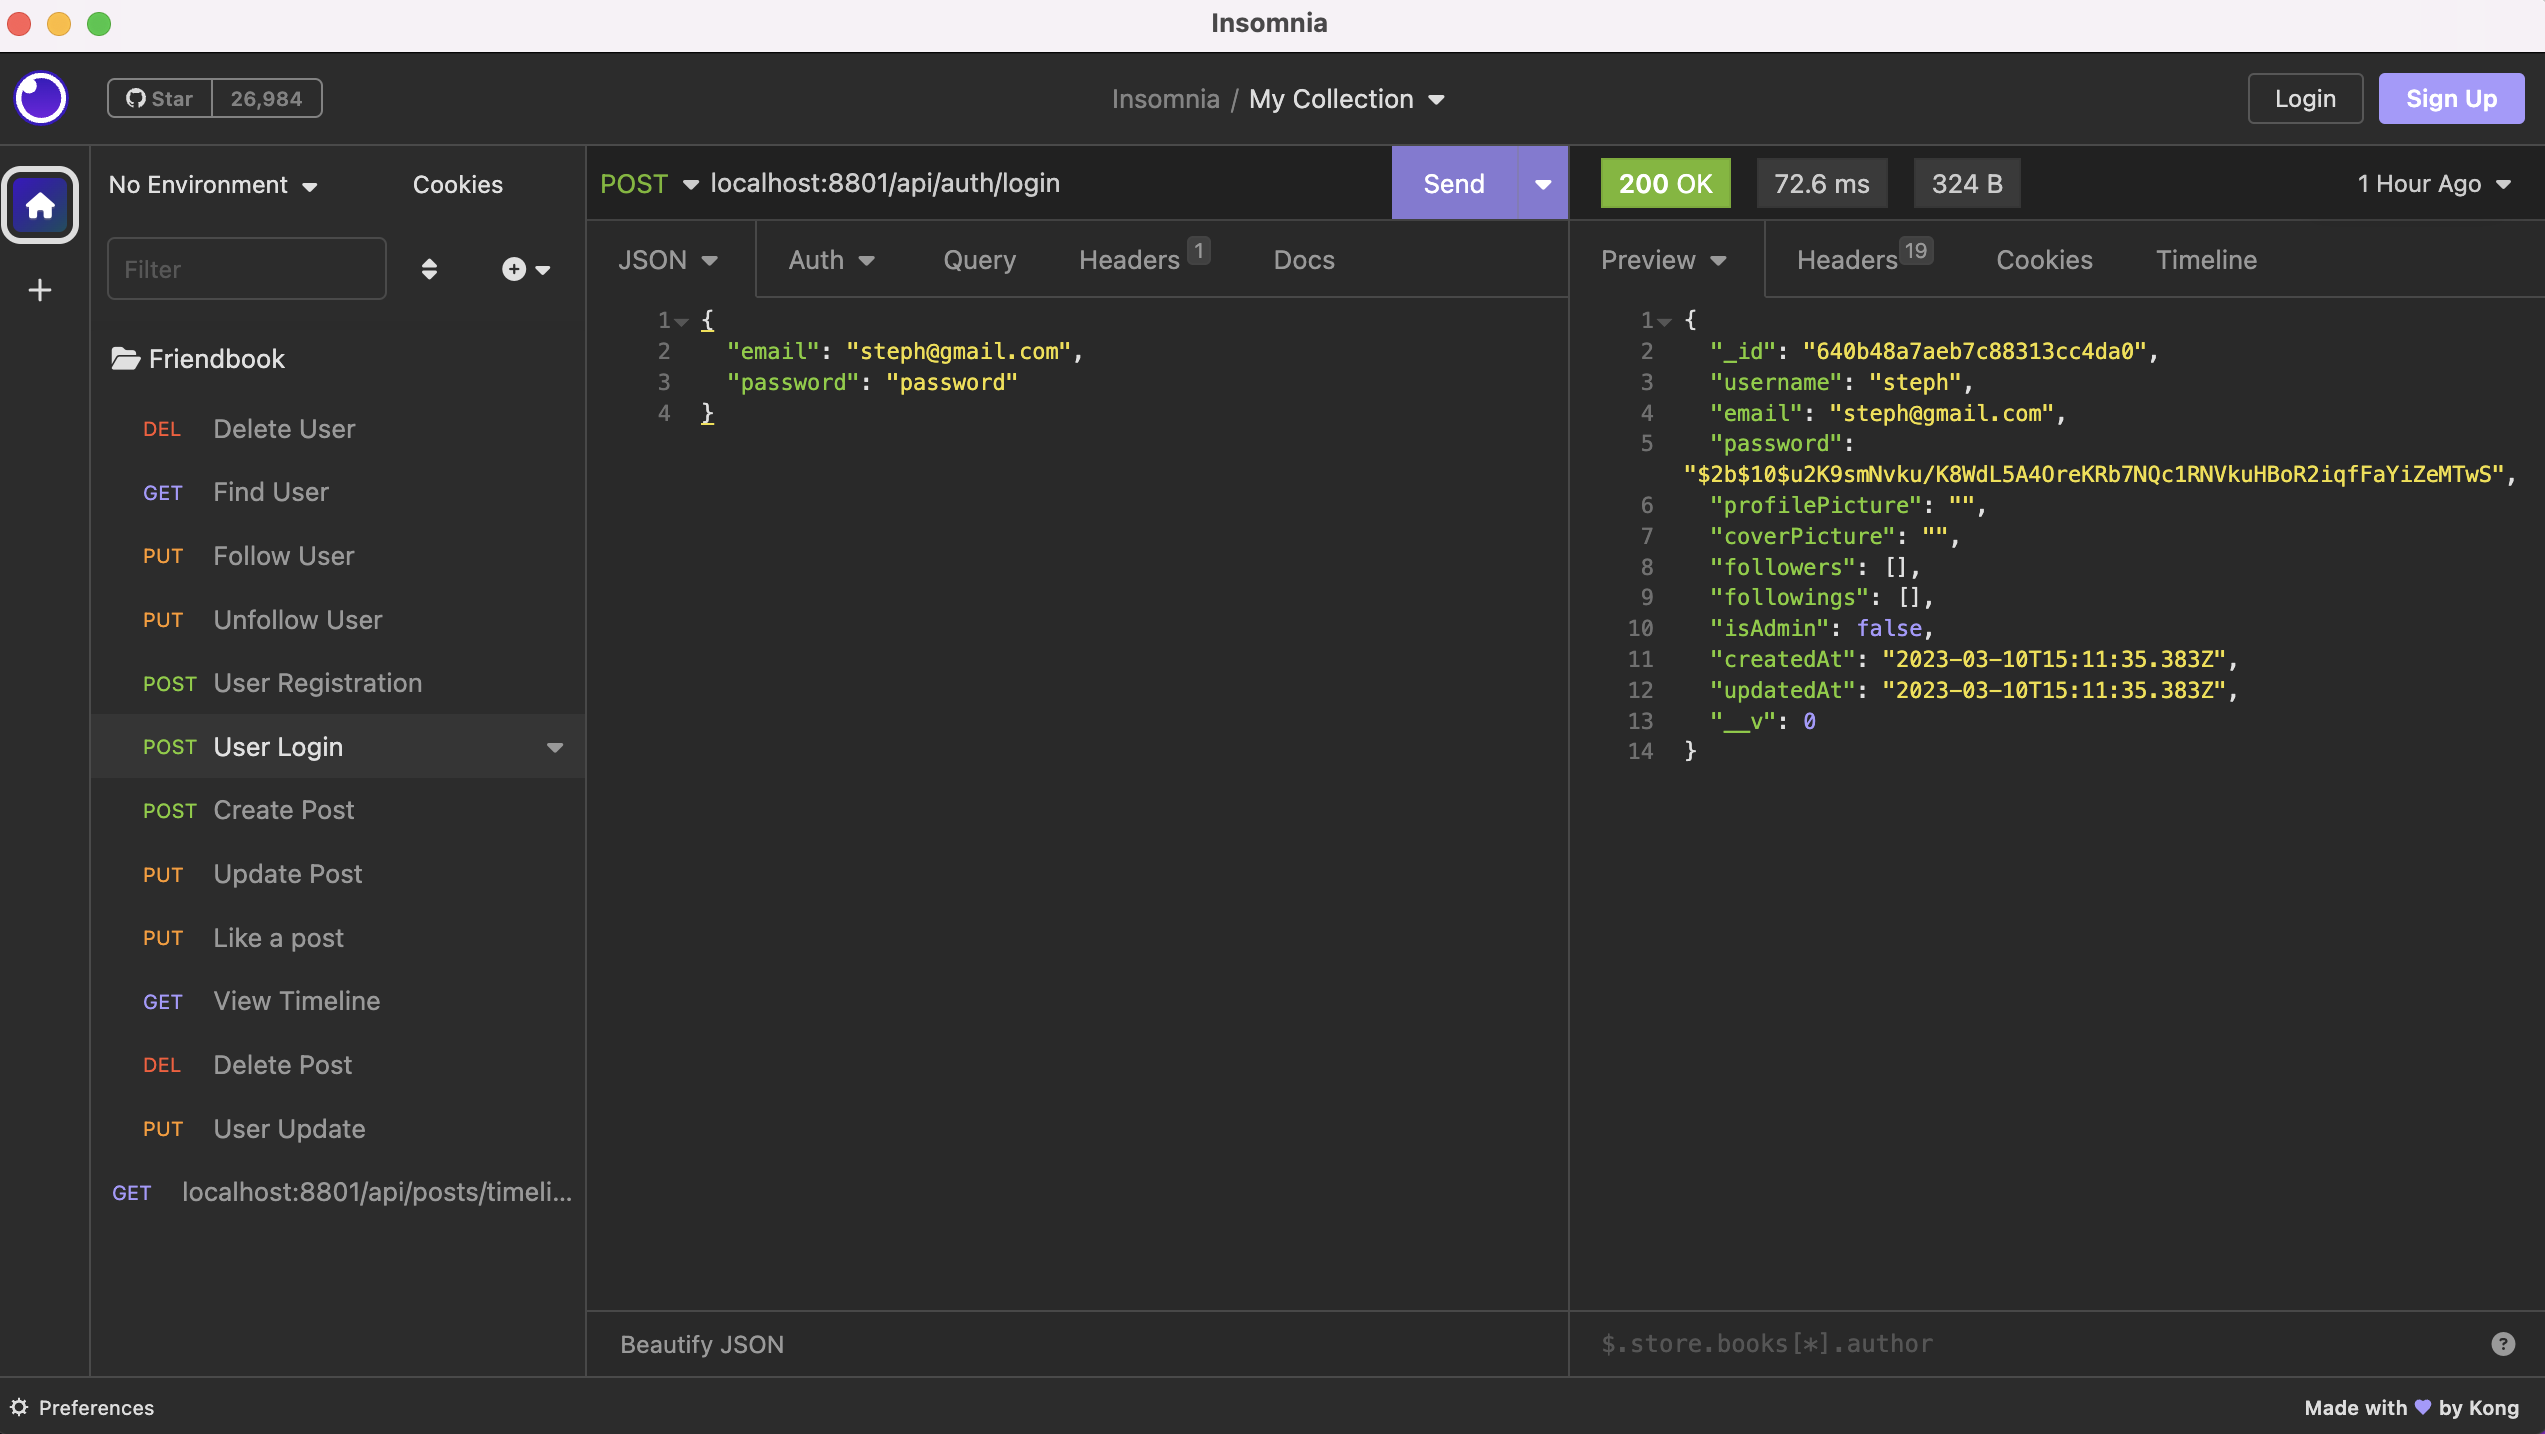 Insomnia
Star 26,984
Insomnia / My Collection
Login
Sign Up
No Environment
Cookies
Filter
Friendbook
DEL Delete User
GET Find User
PUT Follow User
PUT Unfollow User
POST User Registration
POST User Login
POST Create Post
PUT Update Post
PUT Like a post
GET View Timeline
DEL Delete Post
PUT User Update
GET localhost:8801/api/posts/timeli...
POST localhost:8801/api/auth/login
Send
JSON Auth Query Headers 1 Docs
1 {
2 "email": "steph@gmail.com",
3 "password": "password"
4 }
Beautify JSON
200 OK 72.6 ms 324 B 1 Hour Ago
Preview Headers 19 Cookies Timeline
1 {
2 "_id": "640b48a7aeb7c88313cc4da0",
3 "username": "steph",
4 "email": "steph@gmail.com",
5 "password":
"$2b$10$u2K9smNvku/K8WdL5A4OreKRb7NQc1RNVkuHBoR2iqfFaYiZeMTwS",
6 "profilePicture": "",
7 "coverPicture": "",
8 "followers": [],
9 "followings": [],
10 "isAdmin": false,
11 "createdAt": "2023-03-10T15:11:35.383Z",
12 "updatedAt": "2023-03-10T15:11:35.383Z",
13 "__v": 0
14 }
$.store.books[*].author
?
Preferences
Made with 💜 by Kong